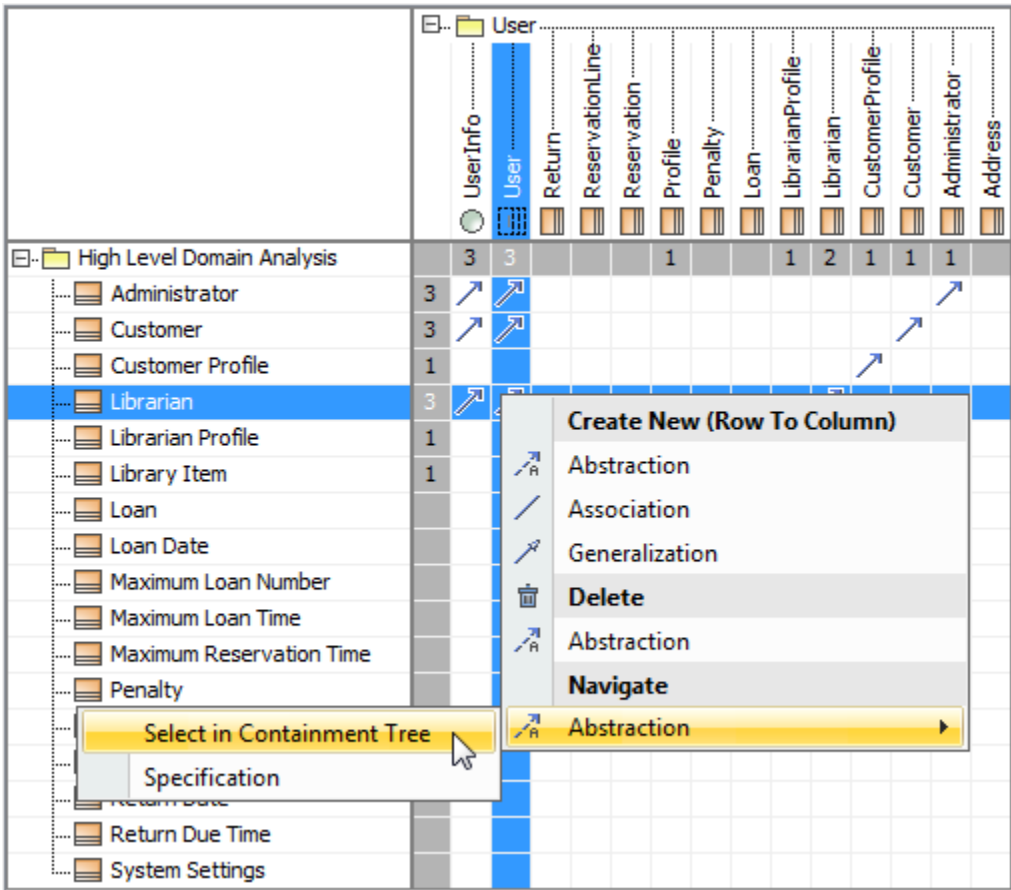 User
UserInfo
User
Return
ReservationLine
Reservation
Profile
Penalty
Loan
LibrarianProfile
Librarian
CustomerProfile
Customer
Administrator
Address
High Level Domain Analysis 3 3 1 1 2 1 1 1
Administrator 3
Customer 3
Customer Profile 1
Librarian 3
Create New (Row To Column)
Librarian Profile 1
Library Item 1
Abstraction
Loan
Association
Loan Date
Generalization
Maximum Loan Number
Delete
Maximum Loan Time
Abstraction
Maximum Reservation Time
Navigate
Penalty
Abstraction
Select in Containment Tree
Specification
Return Due Time
System Settings